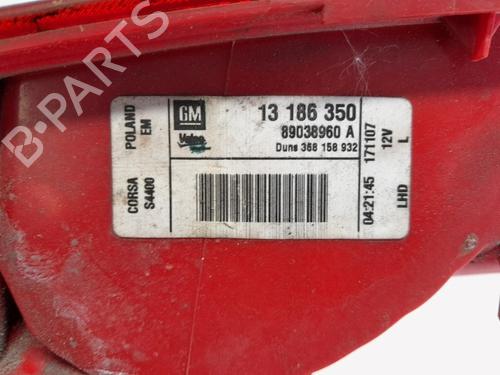 GM
13 186 350
89038960 A
Valeo
Duns 368 158 932
CORSA POLAND
S4400 EM
04:21:45 171107
12V
LHD L
B-PARTS